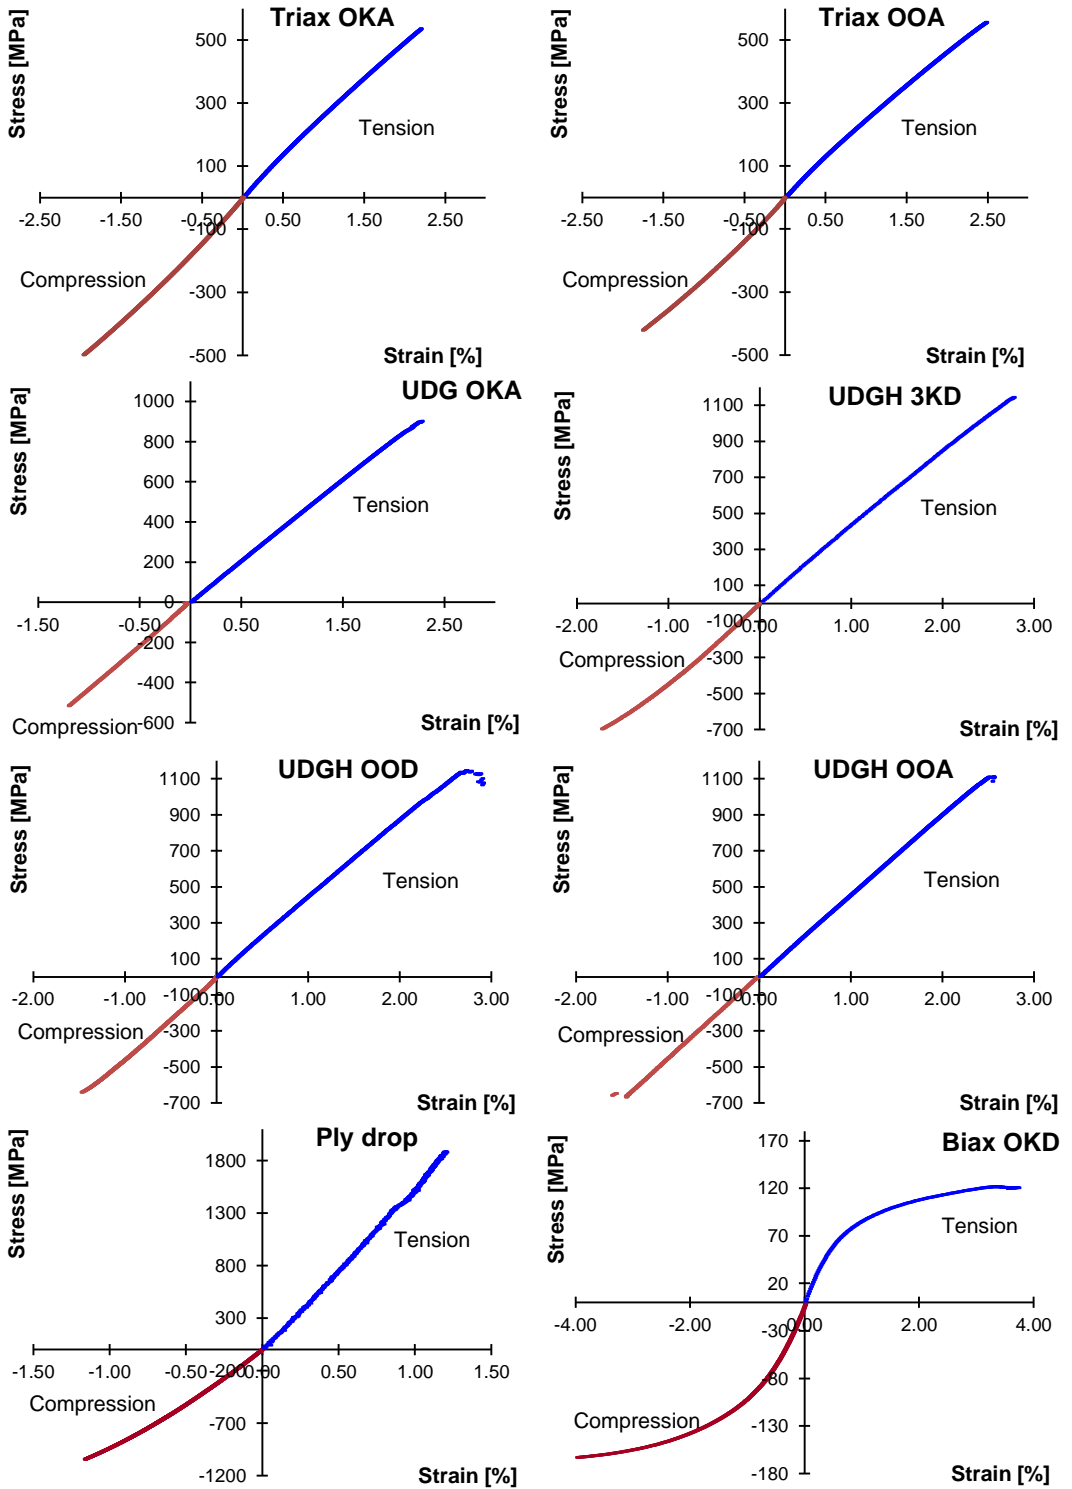 Triax OKA
Stress [MPa]
500
300
100
Tension
-2.50 -1.50 -0.50 0.50 1.50 2.50
-100
Compression
-300
-500
Strain [%]
Triax OOA
Stress [MPa]
500
300
100
Tension
-2.50 -1.50 -0.50 0.50 1.50 2.50
-100
Compression
-300
-500
Strain [%]
UDG OKA
Stress [MPa]
1000
800
600
400
200
0
Tension
-1.50 -0.50 0.50 1.50 2.50
-200
-400
-600
Compression
Strain [%]
UDGH 3KD
Stress [MPa]
1100
900
700
500
300
100
Tension
-2.00 -1.00 0.00 1.00 2.00 3.00
-100
-300
-500
-700
Compression
Strain [%]
UDGH OOD
Stress [MPa]
1100
900
700
500
300
100
Tension
-2.00 -1.00 0.00 1.00 2.00 3.00
-100
-300
-500
-700
Compression
Strain [%]
UDGH OOA
Stress [MPa]
1100
900
700
500
300
100
Tension
-2.00 -1.00 0.00 1.00 2.00 3.00
-100
-300
-500
-700
Compression
Strain [%]
Ply drop
Stress [MPa]
1800
1300
800
300
Tension
-1.50 -1.00 -0.50 0.00 0.50 1.00 1.50
-200
-700
-1200
Compression
Strain [%]
Biax OKD
Stress [MPa]
170
120
70
20
Tension
-4.00 -2.00 0.00 2.00 4.00
-30
-80
-130
-180
Compression
Strain [%]